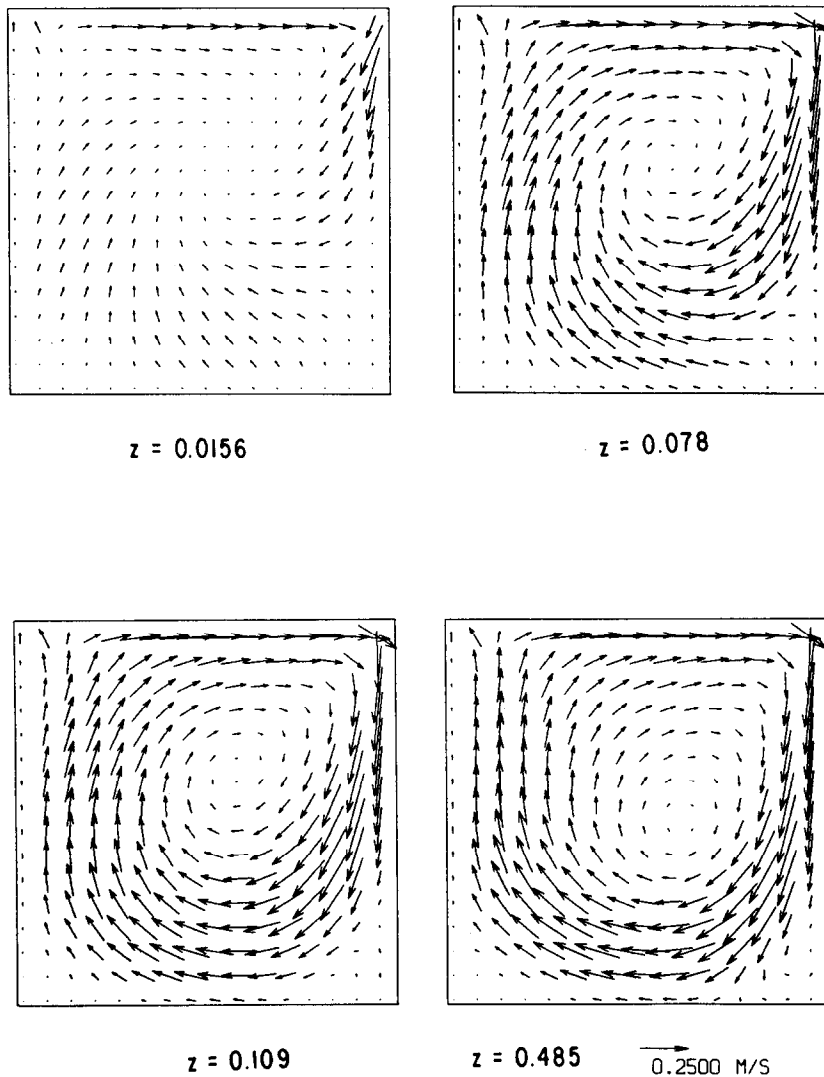 z = 0.0156
z = 0.078
z = 0.109
z = 0.485
0.2500 M/S